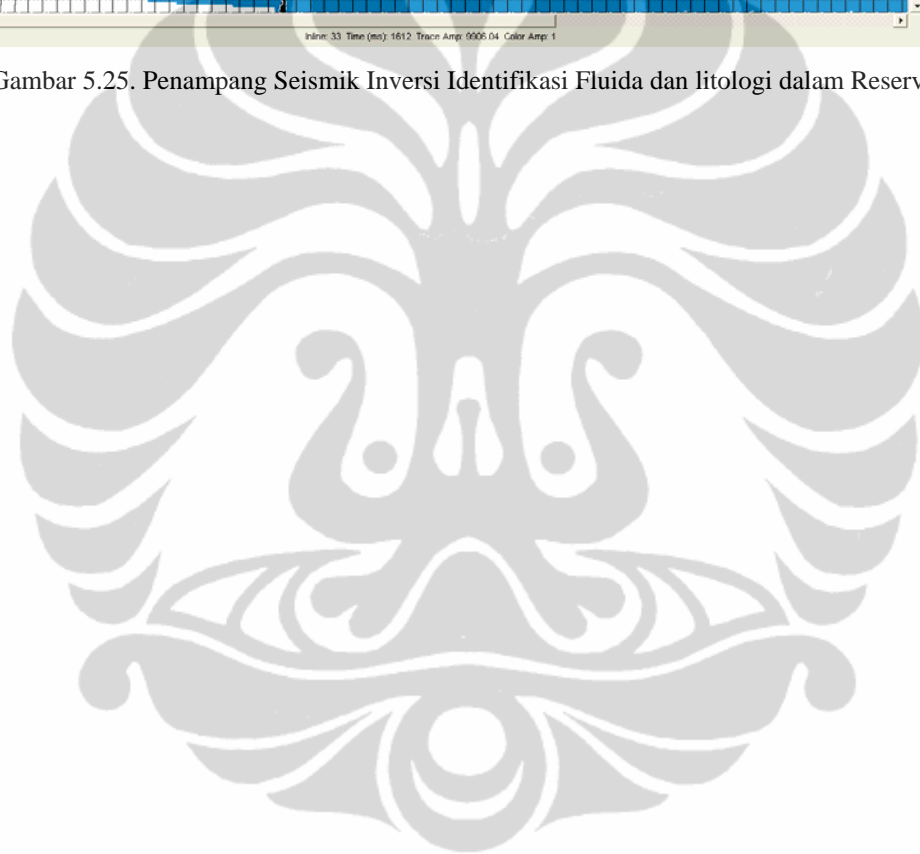 Inline: 33 Time (ms): 1612 Trace Amp: 9906.04 Color Amp: 1
Gambar 5.25. Penampang Seismik Inversi Identifikasi Fluida dan litologi dalam Reserv